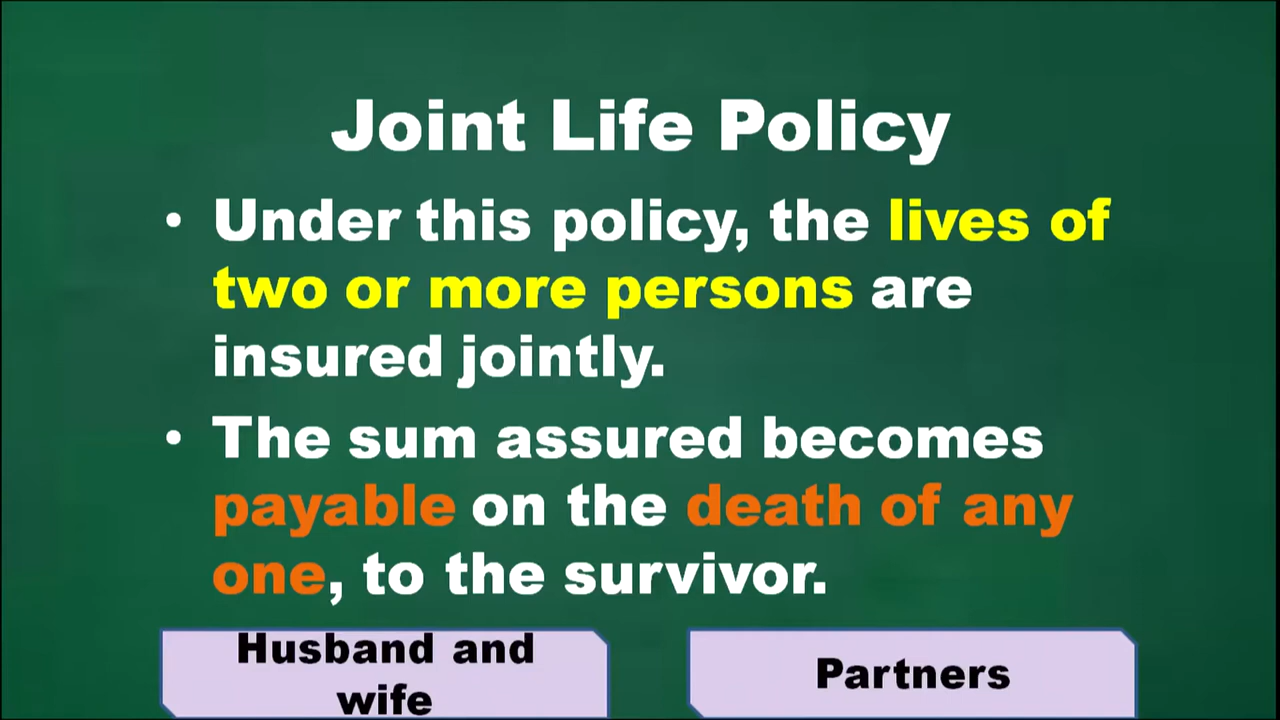 Joint Life Policy
• Under this policy, the lives of
two or more persons are
insured jointly.
• The sum assured becomes
payable on the death of any
one, to the survivor.
Husband and
wife
Partners